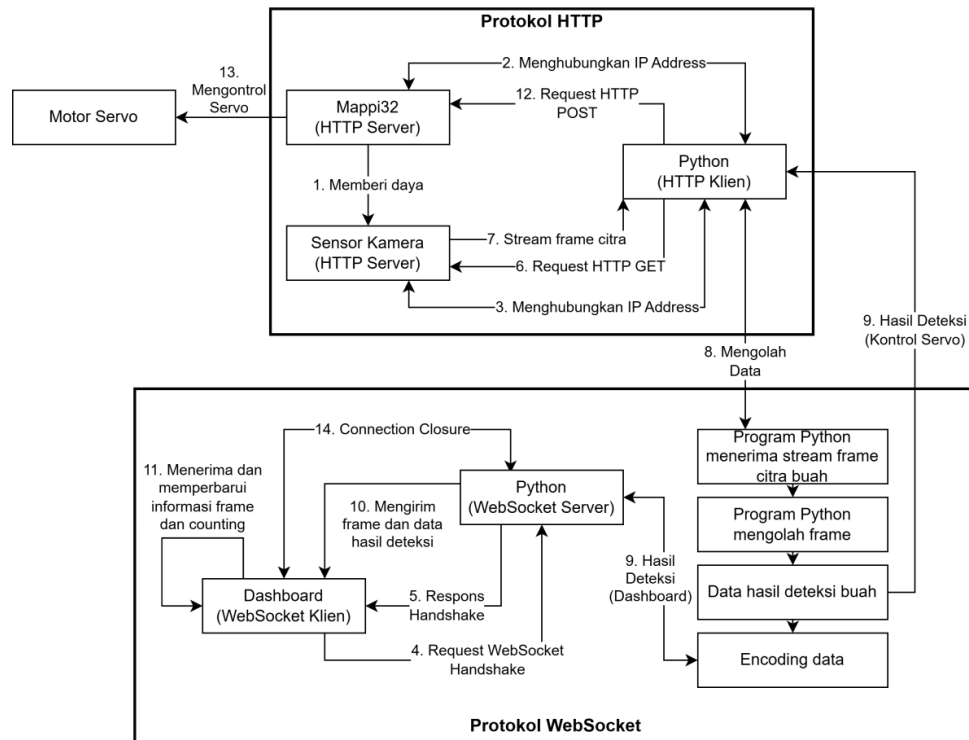 Protokol HTTP
2. Menghubungkan IP Address
13.
Mengontrol
Servo
12. Request HTTP
POST
Motor Servo
Mappi32
(HTTP Server)
Python
(HTTP Klien)
1. Memberi daya
Sensor Kamera
(HTTP Server)
7. Stream frame citra
6. Request HTTP GET
3. Menghubungkan IP Address
9. Hasil Deteksi
(Kontrol Servo)
8. Mengolah
Data
14. Connection Closure
Program Python
menerima stream frame
citra buah
11. Menerima dan
memperbarui
informasi frame
dan counting
Python
(WebSocket Server)
10. Mengirim
frame dan data
hasil deteksi
Program Python
mengolah frame
9. Hasil
Deteksi
(Dashboard)
Data hasil deteksi buah
Dashboard
(WebSocket Klien)
5. Respons
Handshake
4. Request WebSocket
Handshake
Encoding data
Protokol WebSocket